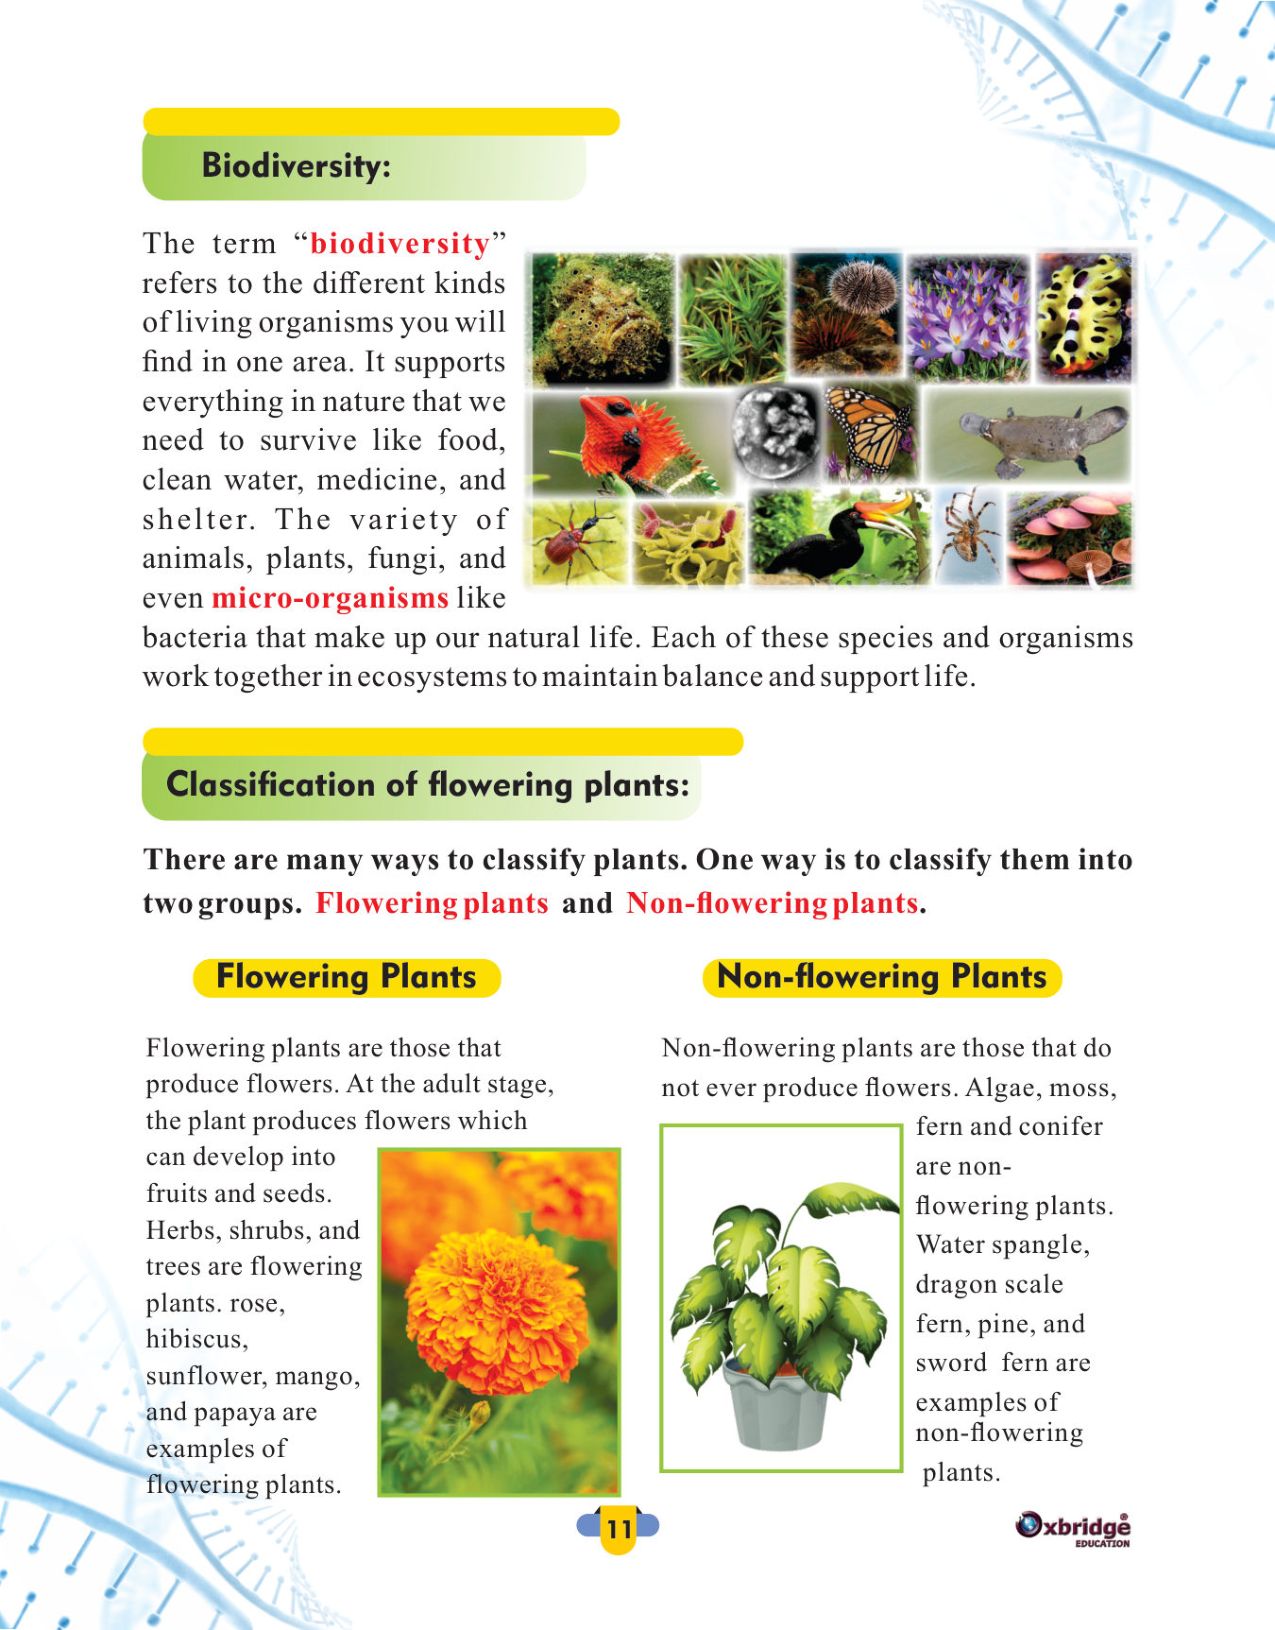 Biodiversity:
The term “biodiversity”
refers to the different kinds
of living organisms you will
find in one area. It supports
everything in nature that we
need to survive like food,
clean water, medicine, and
shelter. The variety of
animals, plants, fungi, and
even micro-organisms like
bacteria that make up our natural life. Each of these species and organisms
work together in ecosystems to maintain balance and support life.
Classification of flowering plants:
There are many ways to classify plants. One way is to classify them into
two groups. Flowering plants and Non-flowering plants.
Flowering Plants
Flowering plants are those that
produce flowers. At the adult stage,
the plant produces flowers which
can develop into
fruits and seeds.
Herbs, shrubs, and
trees are flowering
plants. rose,
hibiscus,
sunflower, mango,
and papaya are
examples of
flowering plants.
Non-flowering Plants
Non-flowering plants are those that do
not ever produce flowers. Algae, moss,
fern and conifer
are non-
flowering plants.
Water spangle,
dragon scale
fern, pine, and
sword fern are
examples of
non-flowering
plants.
11
Oxbridge®
EDUCATION